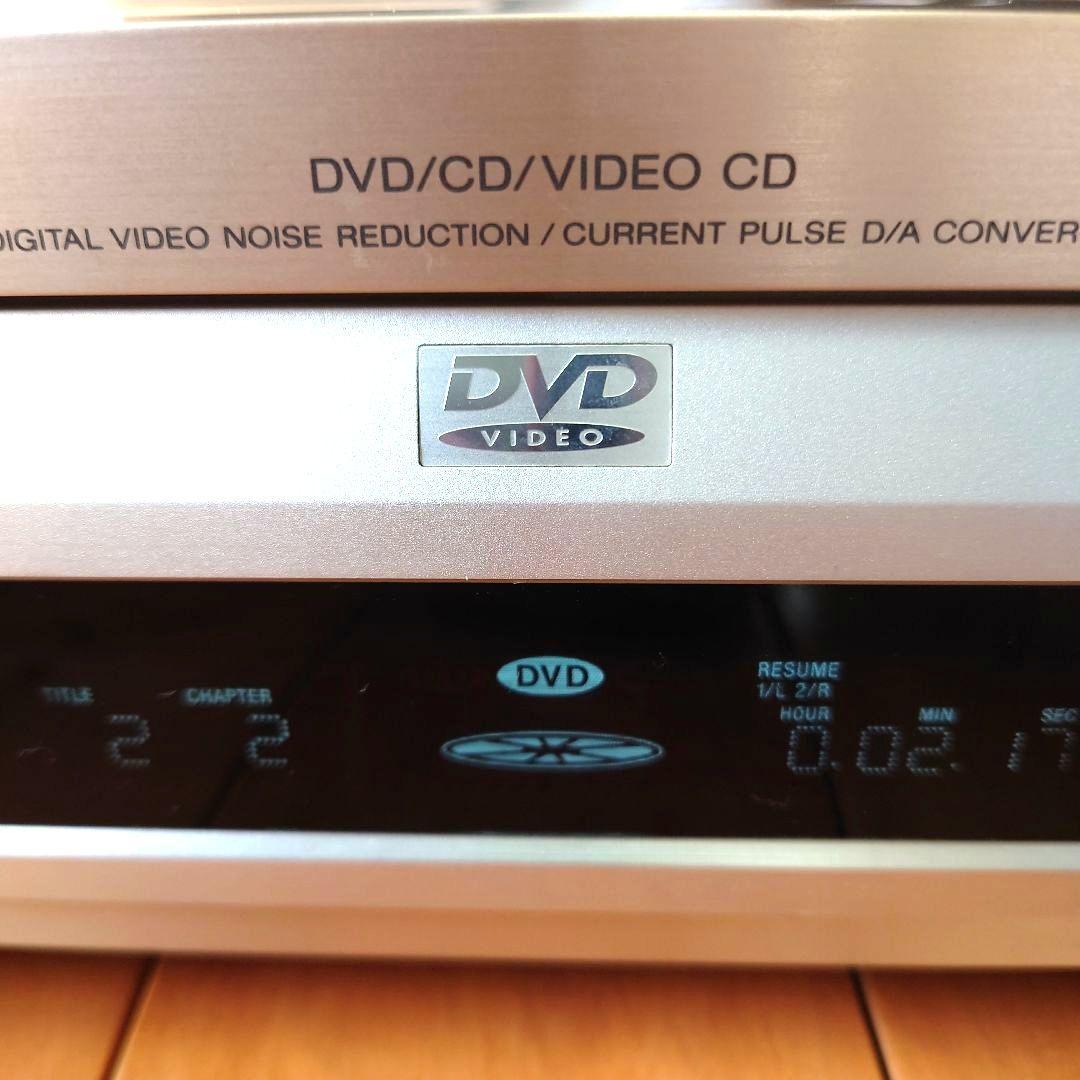 DVD/CD/VIDEO CD
DIGITAL VIDEO NOISE REDUCTION / CURRENT PULSE D/A CONVER
DVD
VIDEO
DVD
RESUME
TITLE CHAPTER 1/L 2/R
HOUR MIN SEC
2 2 0.02.17